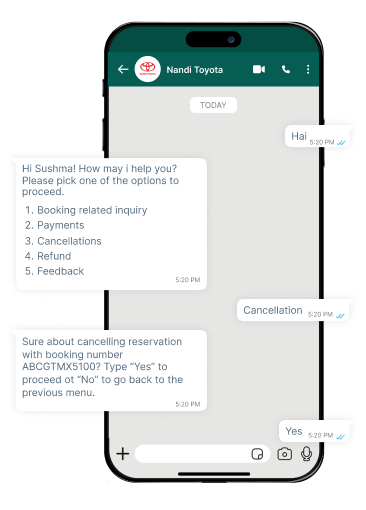 Nandi Toyota
TODAY
Hai
5:20 PM
Hi Sushma! How may i help you?
Please pick one of the options to
proceed.
1. Booking related inquiry
2. Payments
3. Cancellations
4. Refund
5. Feedback
5:20 PM
Cancellation
5:20 PM
Sure about cancelling reservation
with booking number
ABCGTMX5100? Type “Yes” to
proceed ot “No” to go back to the
previous menu.
5:20 PM
Yes
5:20 PM